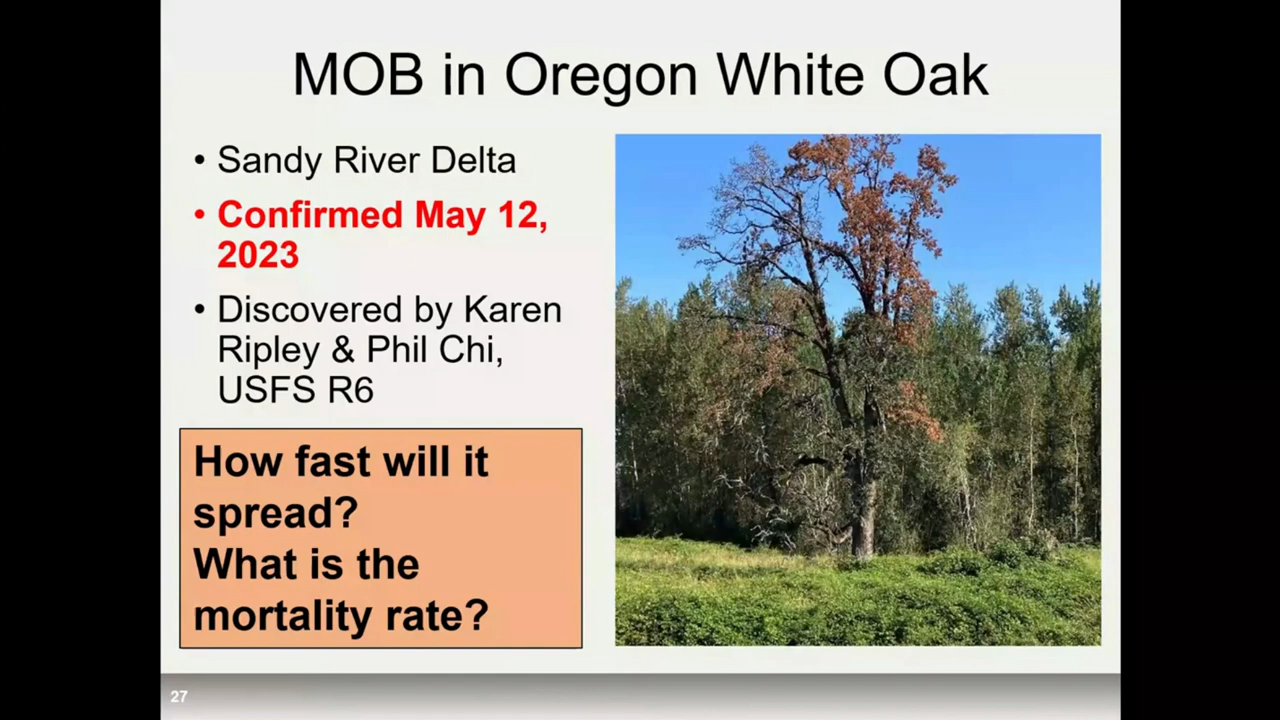 MOB in Oregon White Oak
• Sandy River Delta
• Confirmed May 12,
2023
• Discovered by Karen
Ripley & Phil Chi,
USFS R6
How fast will it
spread?
What is the
mortality rate?
27